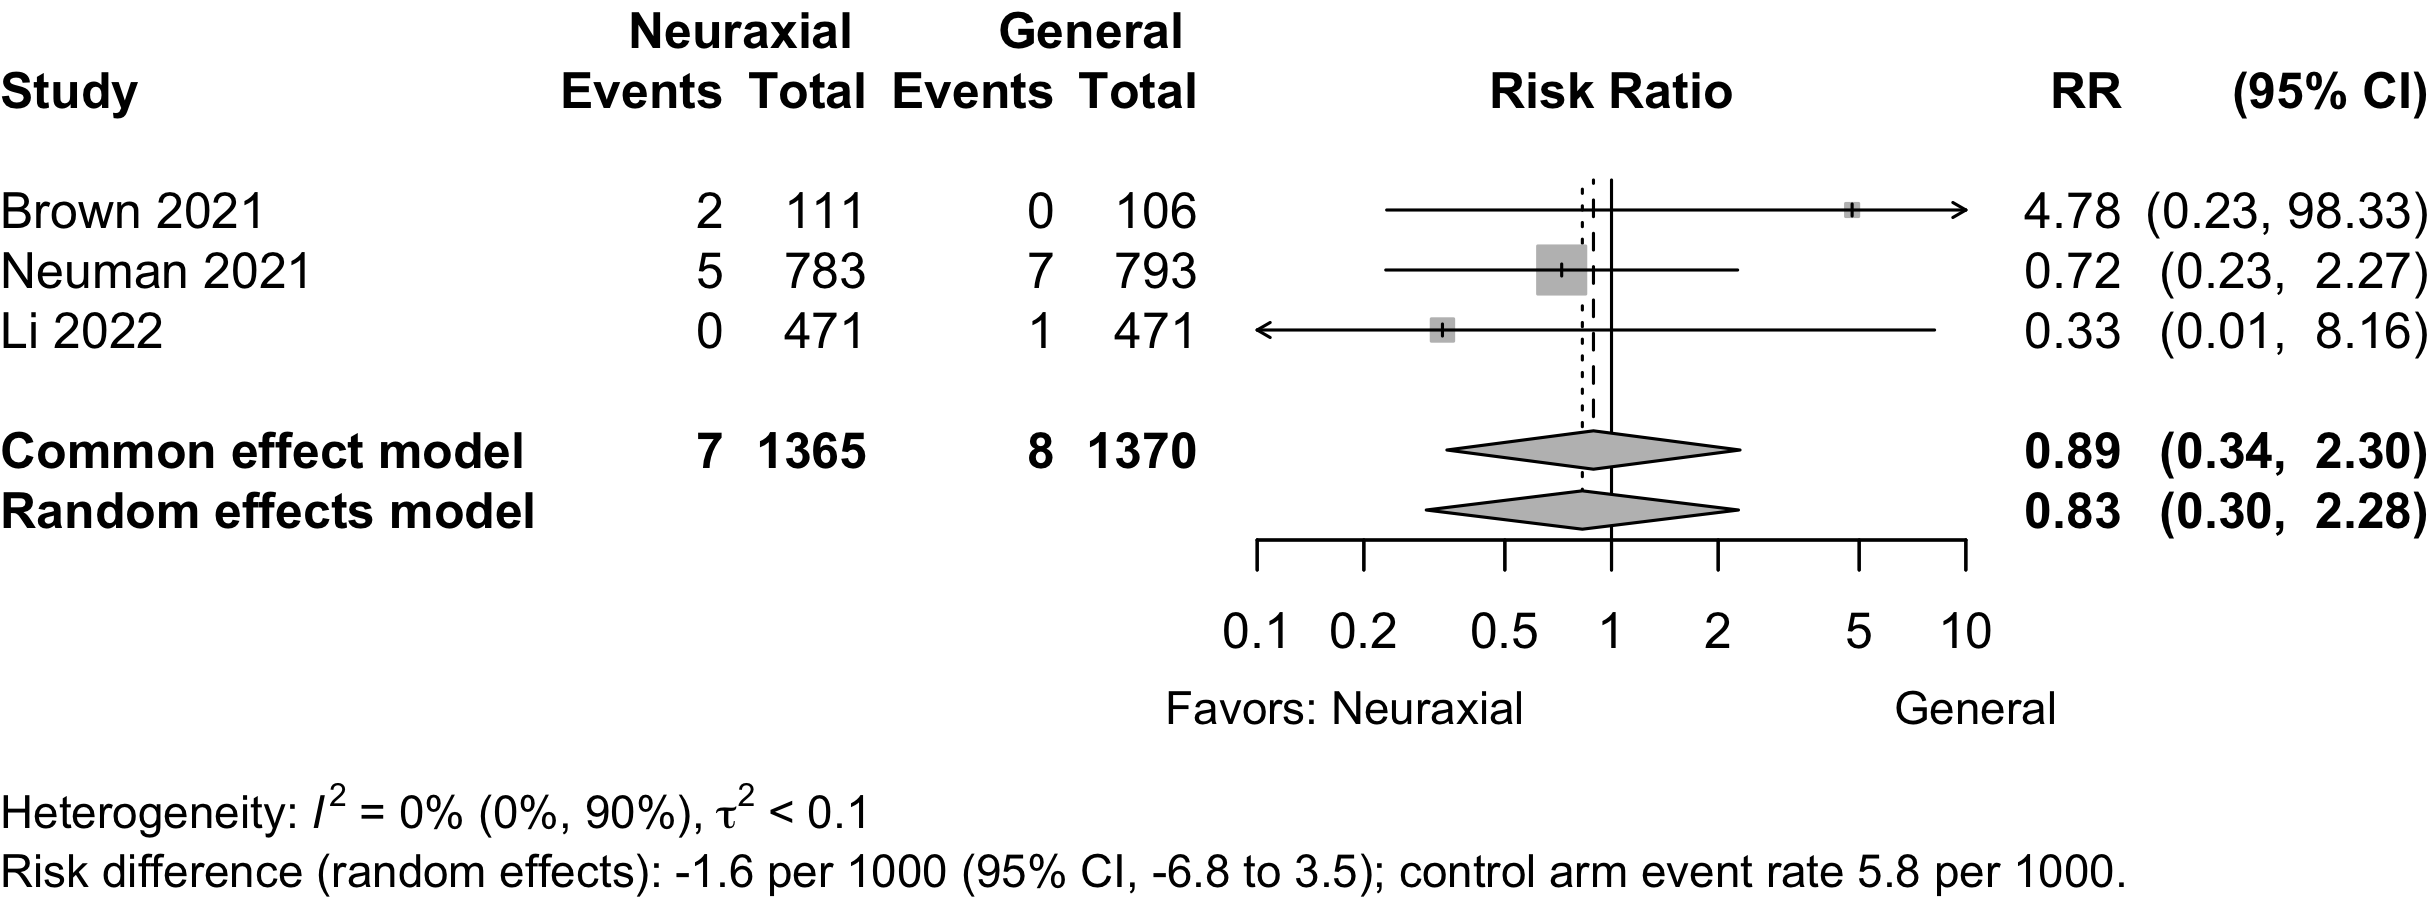 Neuraxial General
Study Events Total Events Total Risk Ratio RR (95% CI)
Brown 2021 2 111 0 106 4.78 (0.23, 98.33)
Neuman 2021 5 783 7 793 0.72 (0.23, 2.27)
Li 2022 0 471 1 471 0.33 (0.01, 8.16)
Common effect model 7 1365 8 1370 0.89 (0.34, 2.30)
Random effects model 0.83 (0.30, 2.28)
0.1 0.2 0.5 1 2 5 10
Favors: Neuraxial General
Heterogeneity: I² = 0% (0%, 90%), τ² < 0.1
Risk difference (random effects): -1.6 per 1000 (95% CI, -6.8 to 3.5); control arm event rate 5.8 per 1000.